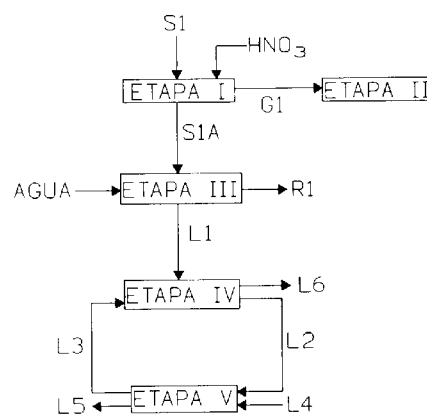 S1
HNO₃
ETAPA I
G1
ETAPA II
S1A
AGUA
ETAPA III
R1
L1
ETAPA IV
L6
L3
L2
L5
ETAPA V
L4